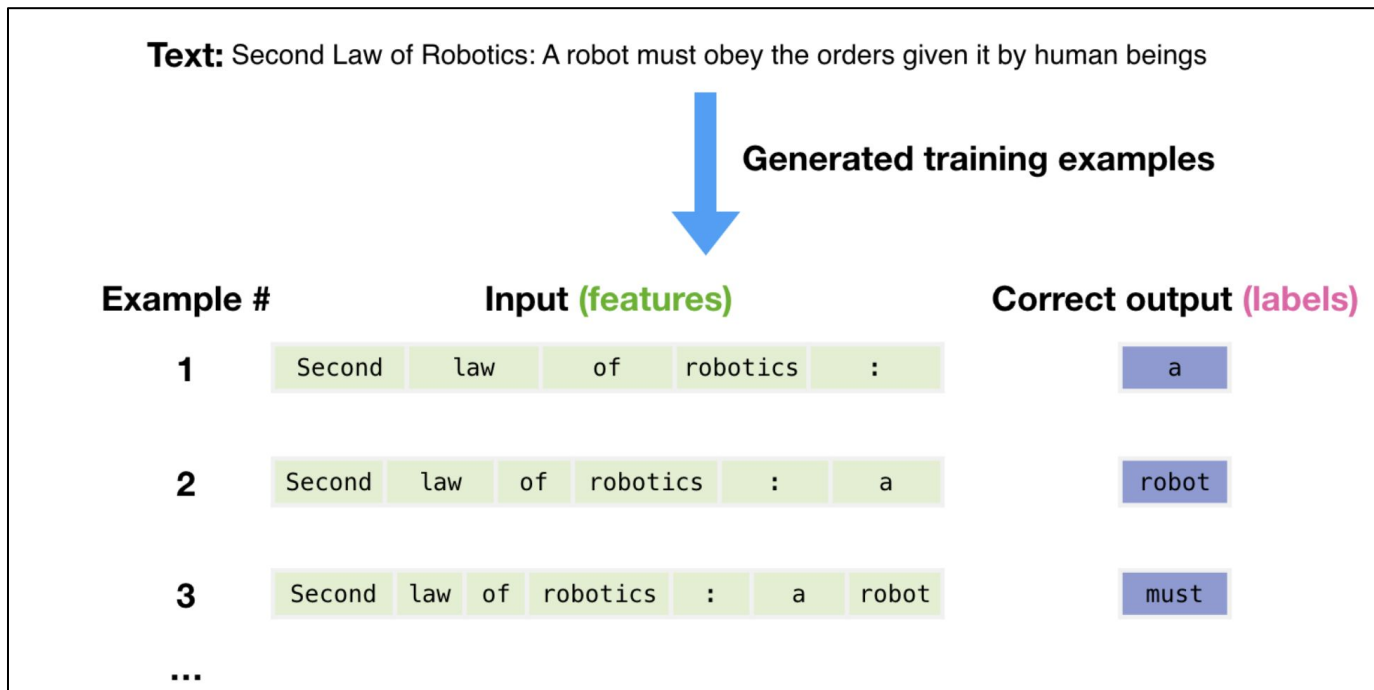 Text: Second Law of Robotics: A robot must obey the orders given it by human beings
Generated training examples
Example # Input (features) Correct output (labels)
1 Second law of robotics : a
2 Second law of robotics : a robot
3 Second law of robotics : a robot must
...